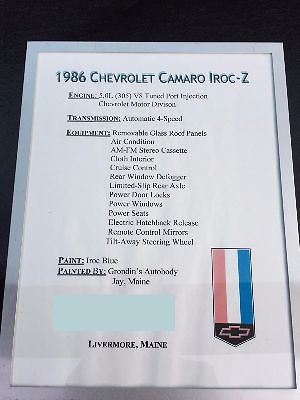 1986 CHEVROLET CAMARO IROC-Z
ENGINE: 5.0L (305) V8 Tuned Port Injection
Chevrolet Motor Divison
TRANSMISSION: Automatic 4-Speed
EQUIPMENT: Removable Glass Roof Panels
Air Condition
AM-FM Stereo Cassette
Cloth Interior
Cruise Control
Rear Window Defogger
Limited-Slip Rear Axle
Power Door Locks
Power Windows
Power Seats
Electric Hatchback Release
Remote Control Mirrors
Tilt-Away Steering Wheel
PAINT: Iroc Blue
PAINTED BY: Grondin's Autobody
Jay, Maine
LIVERMORE, MAINE